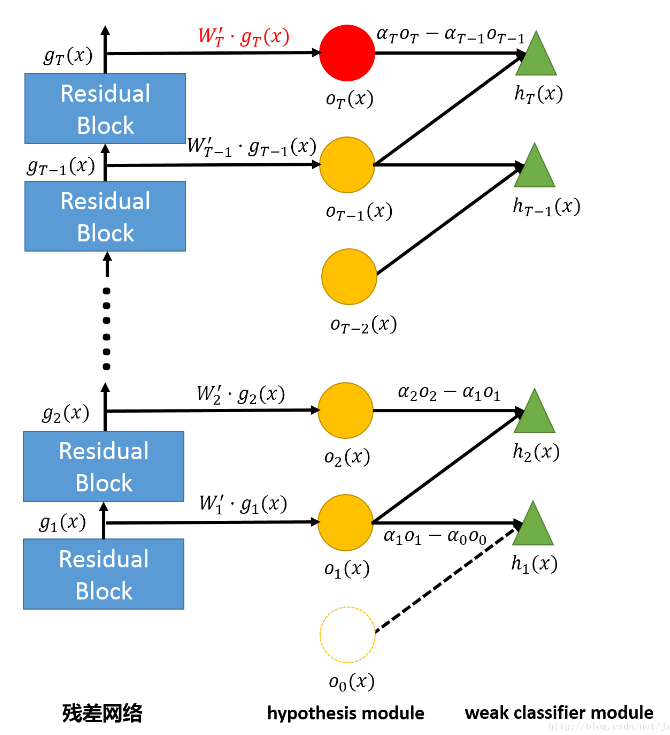 g_T(x) W'_T · g_T(x) α_T o_T − α_{T−1} o_{T−1}
Residual
Block
o_T(x) h_T(x)
g_{T−1}(x) W'_{T−1} · g_{T−1}(x)
Residual
Block
o_{T−1}(x) h_{T−1}(x)
o_{T−2}(x)
g_2(x) W'_2 · g_2(x) α_2 o_2 − α_1 o_1
Residual
Block
o_2(x) h_2(x)
g_1(x) W'_1 · g_1(x) α_1 o_1 − α_0 o_0
Residual
Block
o_1(x) h_1(x)
o_0(x)
残差网络 hypothesis module weak classifier module